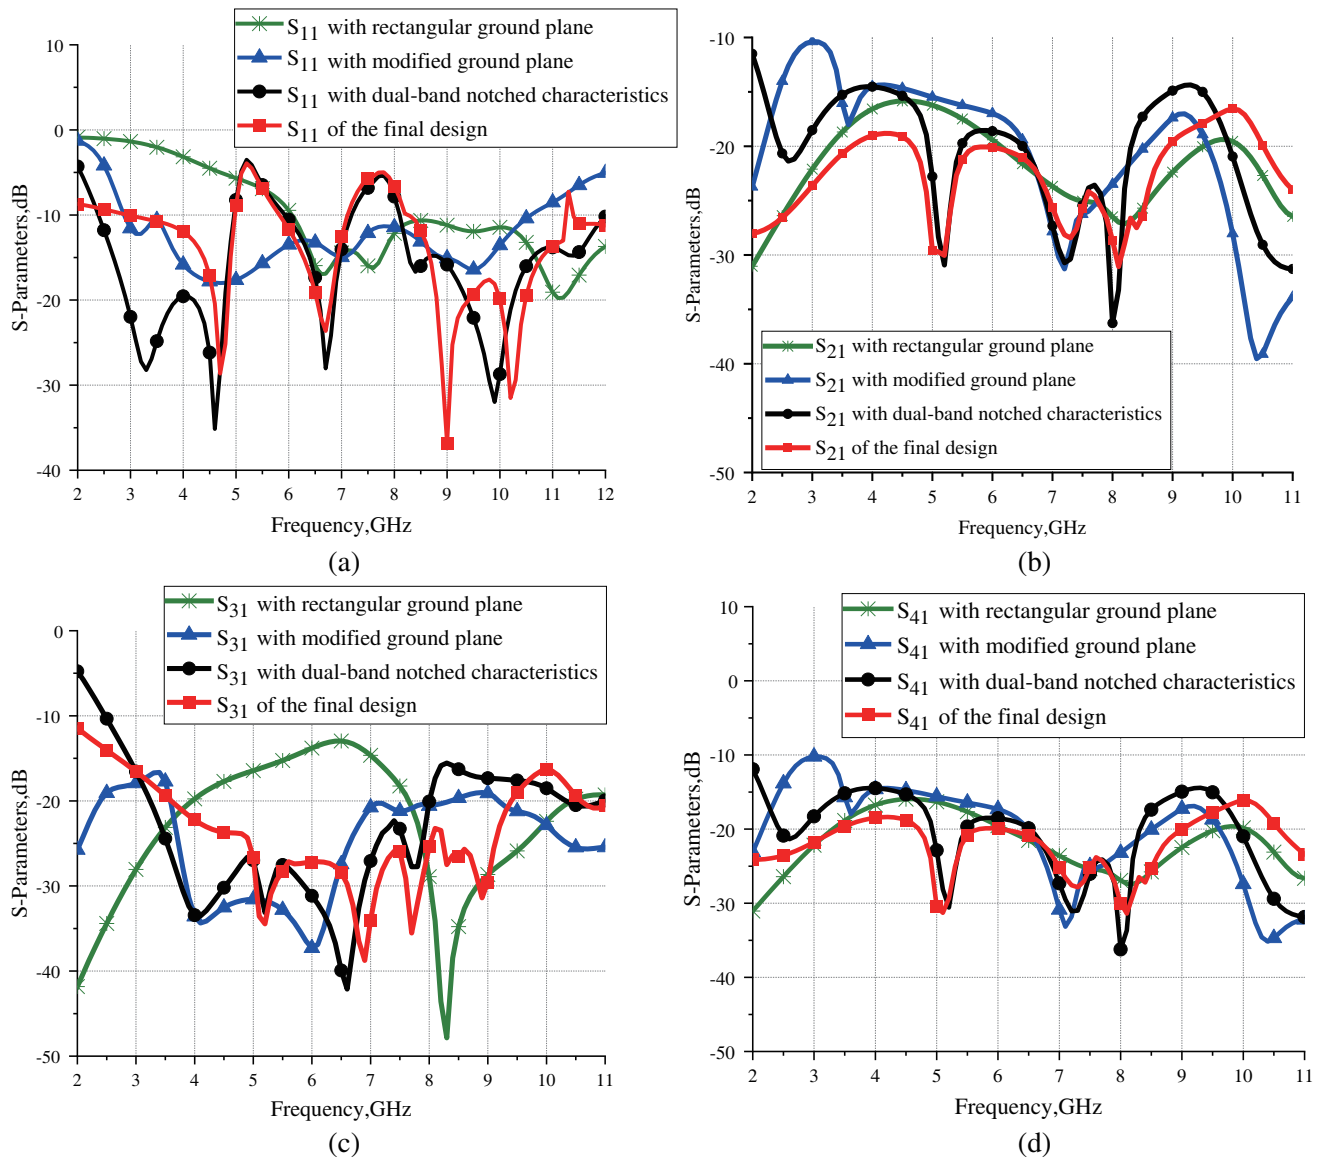 S11 with rectangular ground plane
S11 with modified ground plane
S11 with dual-band notched characteristics
S11 of the final design
10
0
-10
-20
-30
-40
S-Parameters,dB
2 3 4 5 6 7 8 9 10 11 12
Frequency,GHz
(a)
-10
-20
-30
-40
-50
S-Parameters,dB
S21 with rectangular ground plane
S21 with modified ground plane
S21 with dual-band notched characteristics
S21 of the final design
2 3 4 5 6 7 8 9 10 11
Frequency,GHz
(b)
S31 with rectangular ground plane
S31 with modified ground plane
S31 with dual-band notched characteristics
S31 of the final design
0
-10
-20
-30
-40
-50
S-Parameters,dB
2 3 4 5 6 7 8 9 10 11
Frequency,GHz
(c)
S41 with rectangular ground plane
S41 with modified ground plane
S41 with dual-band notched characteristics
S41 of the final design
10
0
-10
-20
-30
-40
-50
S-Parameters,dB
2 3 4 5 6 7 8 9 10 11
Frequency,GHz
(d)